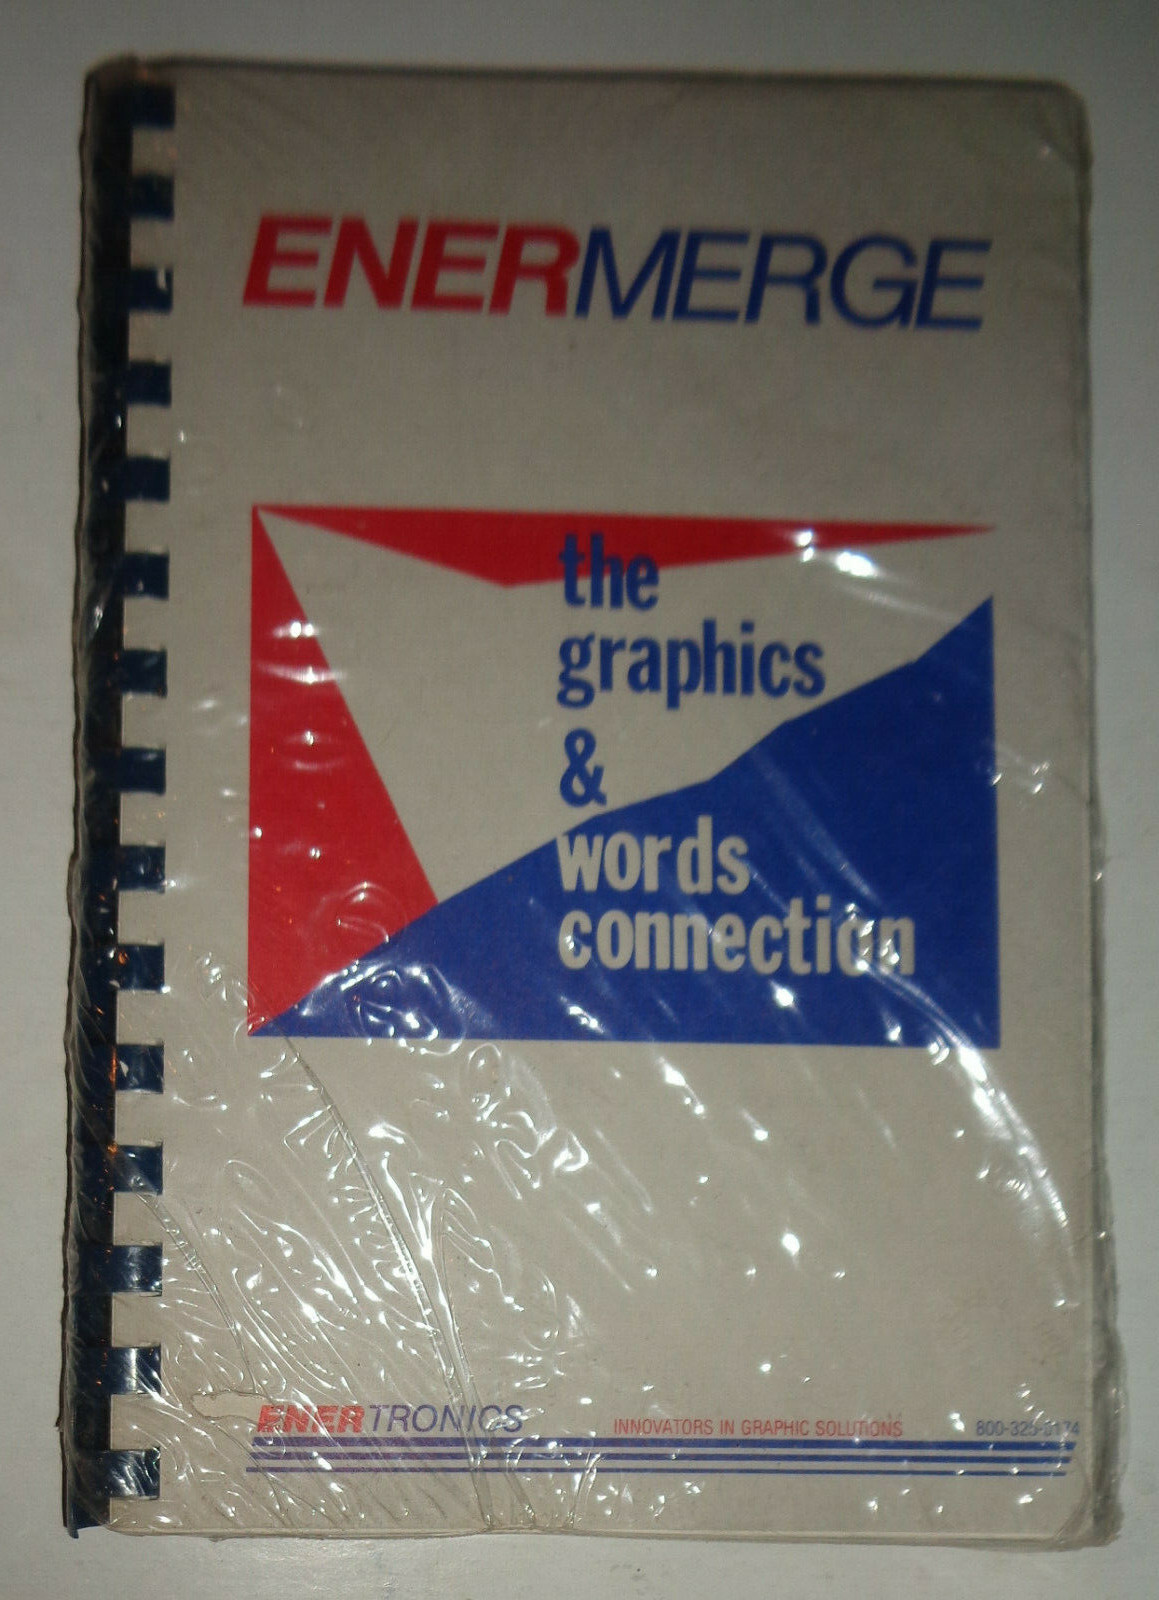 ENERMERGE
the
graphics
&
words
connection
ENERTRONICS INNOVATORS IN GRAPHIC SOLUTIONS